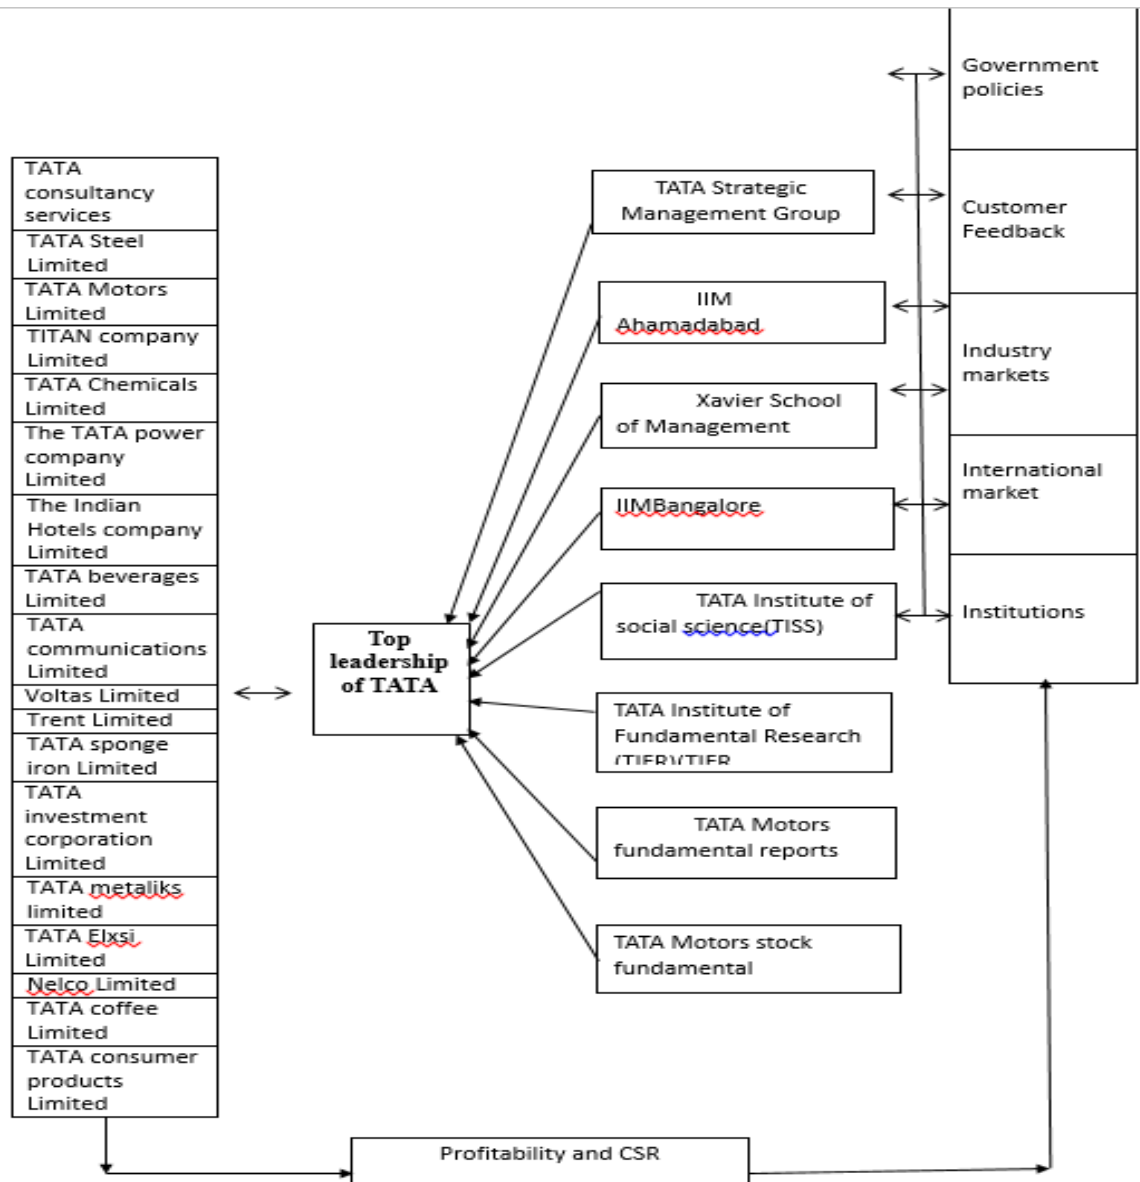 TATA
consultancy
services
TATA Steel
Limited
TATA Motors
Limited
TITAN company
Limited
TATA Chemicals
Limited
The TATA power
company
Limited
The Indian
Hotels company
Limited
TATA beverages
Limited
TATA
communications
Limited
Voltas Limited
Trent Limited
TATA sponge
iron Limited
TATA
investment
corporation
Limited
TATA metaliks
limited
TATA Elxsi
Limited
Nelco Limited
TATA coffee
Limited
TATA consumer
products
Limited
Top
leadership
of TATA
TATA Strategic
Management Group
IIM
Ahamadabad
Xavier School
of Management
IIMBangalore
TATA Institute of
social science(TISS)
TATA Institute of
Fundamental Research
TATA Motors
fundamental reports
TATA Motors stock
fundamental
Government
policies
Customer
Feedback
Industry
markets
International
market
Institutions
Profitability and CSR